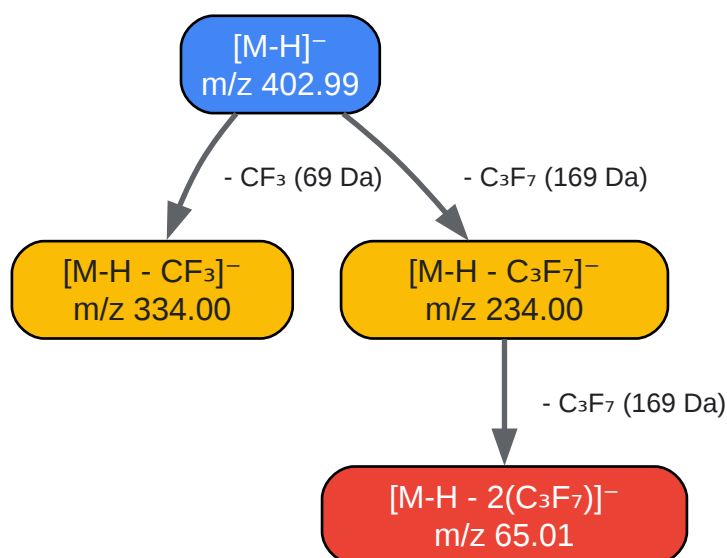 [M-H]⁻
m/z 402.99
- CF₃ (69 Da)
- C₃F₇ (169 Da)
[M-H - CF₃]⁻
m/z 334.00
[M-H - C₃F₇]⁻
m/z 234.00
- C₃F₇ (169 Da)
[M-H - 2(C₃F₇)]⁻
m/z 65.01